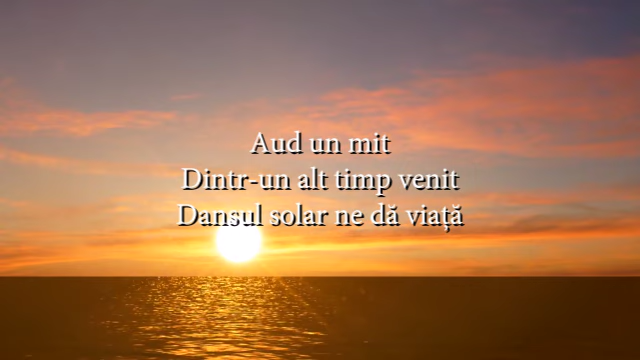 Aud un mit
Dintr-un alt timp venit
Dansul solar ne dă viață